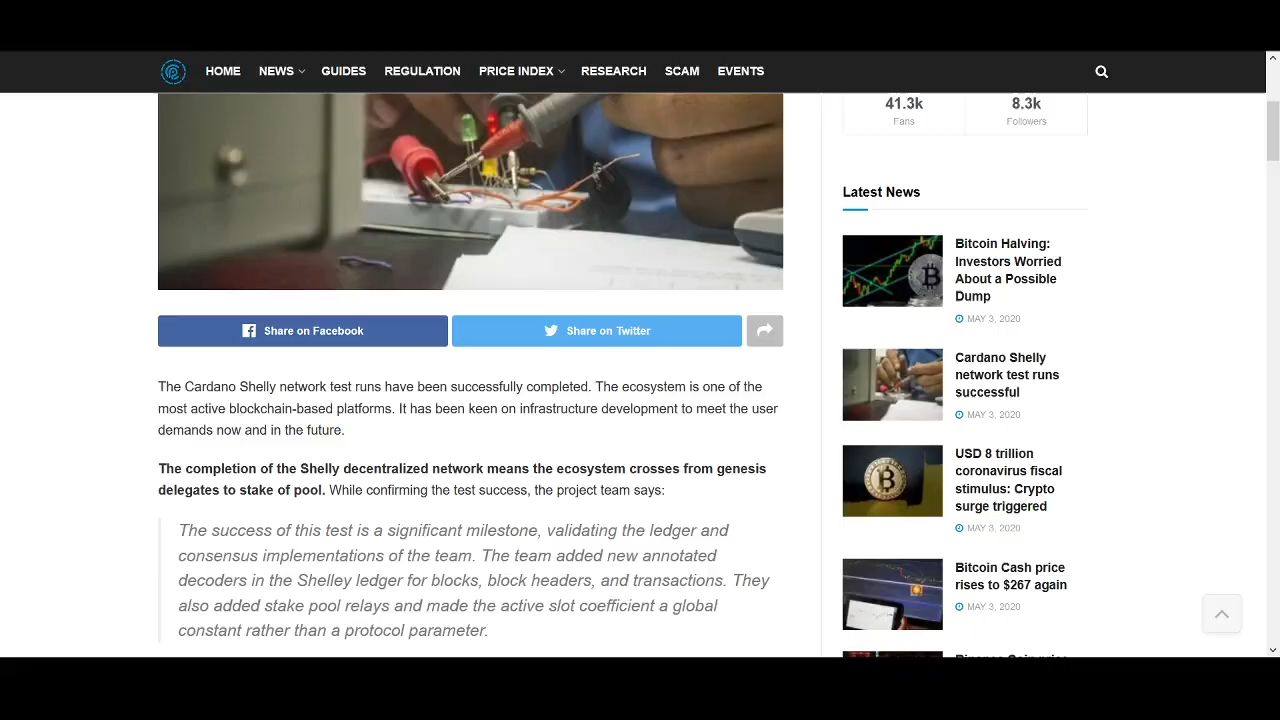 HOME NEWS GUIDES REGULATION PRICE INDEX RESEARCH SCAM EVENTS
Share on Facebook Share on Twitter
The Cardano Shelly network test runs have been successfully completed. The ecosystem is one of the
most active blockchain-based platforms. It has been keen on infrastructure development to meet the user
demands now and in the future.
The completion of the Shelly decentralized network means the ecosystem crosses from genesis
delegates to stake of pool. While confirming the test success, the project team says:
The success of this test is a significant milestone, validating the ledger and
consensus implementations of the team. The team added new annotated
decoders in the Shelley ledger for blocks, block headers, and transactions. They
also added stake pool relays and made the active slot coefficient a global
constant rather than a protocol parameter.
41.3k 8.3k
Fans Followers
Latest News
Bitcoin Halving:
Investors Worried
About a Possible
Dump
MAY 3, 2020
Cardano Shelly
network test runs
successful
MAY 3, 2020
USD 8 trillion
coronavirus fiscal
stimulus: Crypto
surge triggered
MAY 3, 2020
Bitcoin Cash price
rises to $267 again
MAY 3, 2020